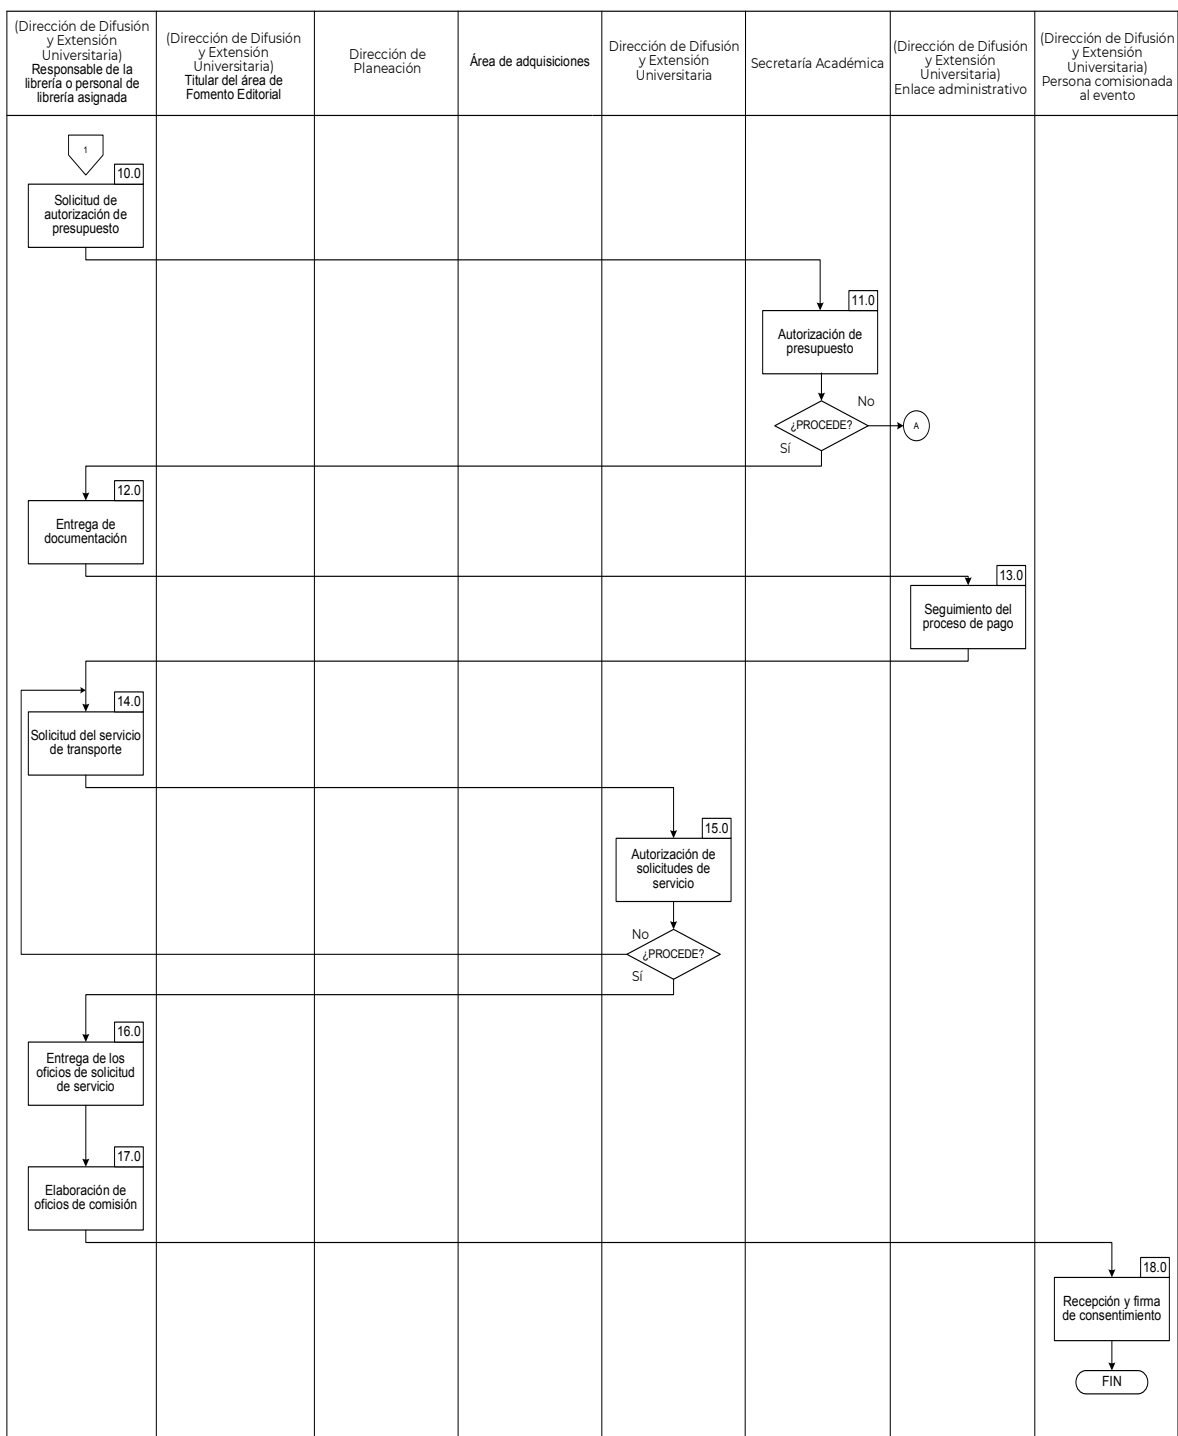 (Dirección de Difusión
y Extensión
Universitaria)
Responsable de la
librería o personal de
librería asignada
(Dirección de Difusión
y Extensión
Universitaria)
Titular del área de
Fomento Editorial
Dirección de
Planeación
Área de adquisiciones
Dirección de Difusión
y Extensión
Universitaria
Secretaría Académica
(Dirección de Difusión
y Extensión
Universitaria)
Enlace administrativo
(Dirección de Difusión
y Extensión
Universitaria)
Persona comisionada
al evento
1
10.0
Solicitud de
autorización de
presupuesto
11.0
Autorización de
presupuesto
¿PROCEDE?
No
A
Sí
12.0
Entrega de
documentación
13.0
Seguimiento del
proceso de pago
14.0
Solicitud del servicio
de transporte
15.0
Autorización de
solicitudes de
servicio
No
¿PROCEDE?
Sí
16.0
Entrega de los
oficios de solicitud
de servicio
17.0
Elaboración de
oficios de comisión
18.0
Recepción y firma
de consentimiento
FIN